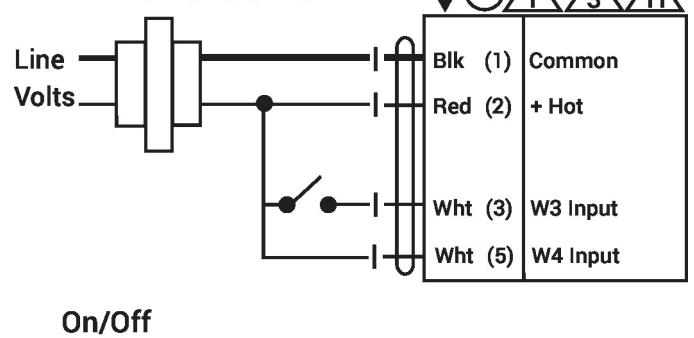 Line
Volts
Blk (1) Common
Red (2) + Hot
Wht (3) W3 Input
Wht (5) W4 Input
On/Off